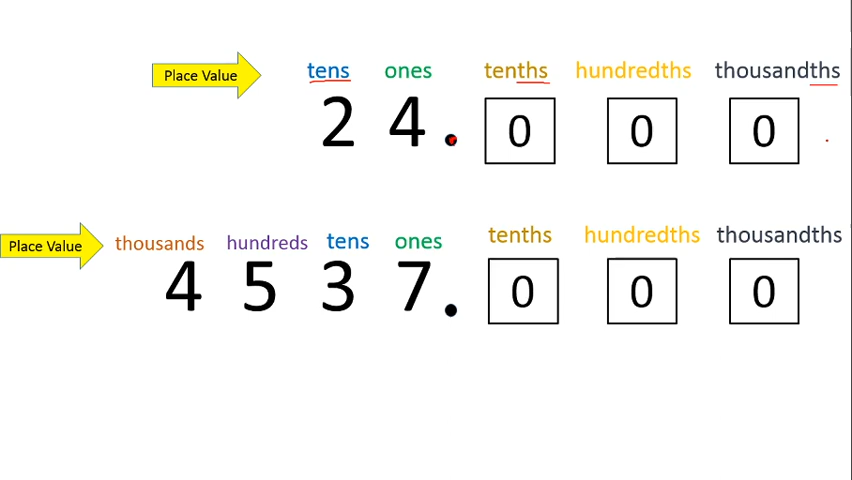 Place Value tens ones tenths hundredths thousandths
2 4. 0 0 0
Place Value thousands hundreds tens ones tenths hundredths thousandths
4 5 3 7. 0 0 0